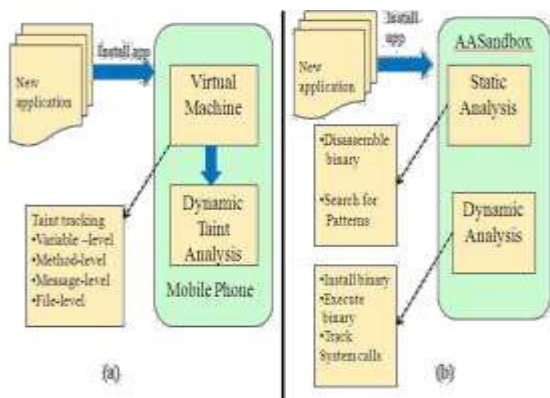 Install app
New
application
Virtual
Machine
Dynamic
Taint
Analysis
Mobile Phone
Taint tracking
•Variable –level
•Method-level
•Message-level
•File-level
(a)
Install
app
New
application
AASandbox
Static
Analysis
•Disassemble
binary
•Search for
Patterns
Dynamic
Analysis
•Install binary
•Execute
binary
•Track
System calls
(b)